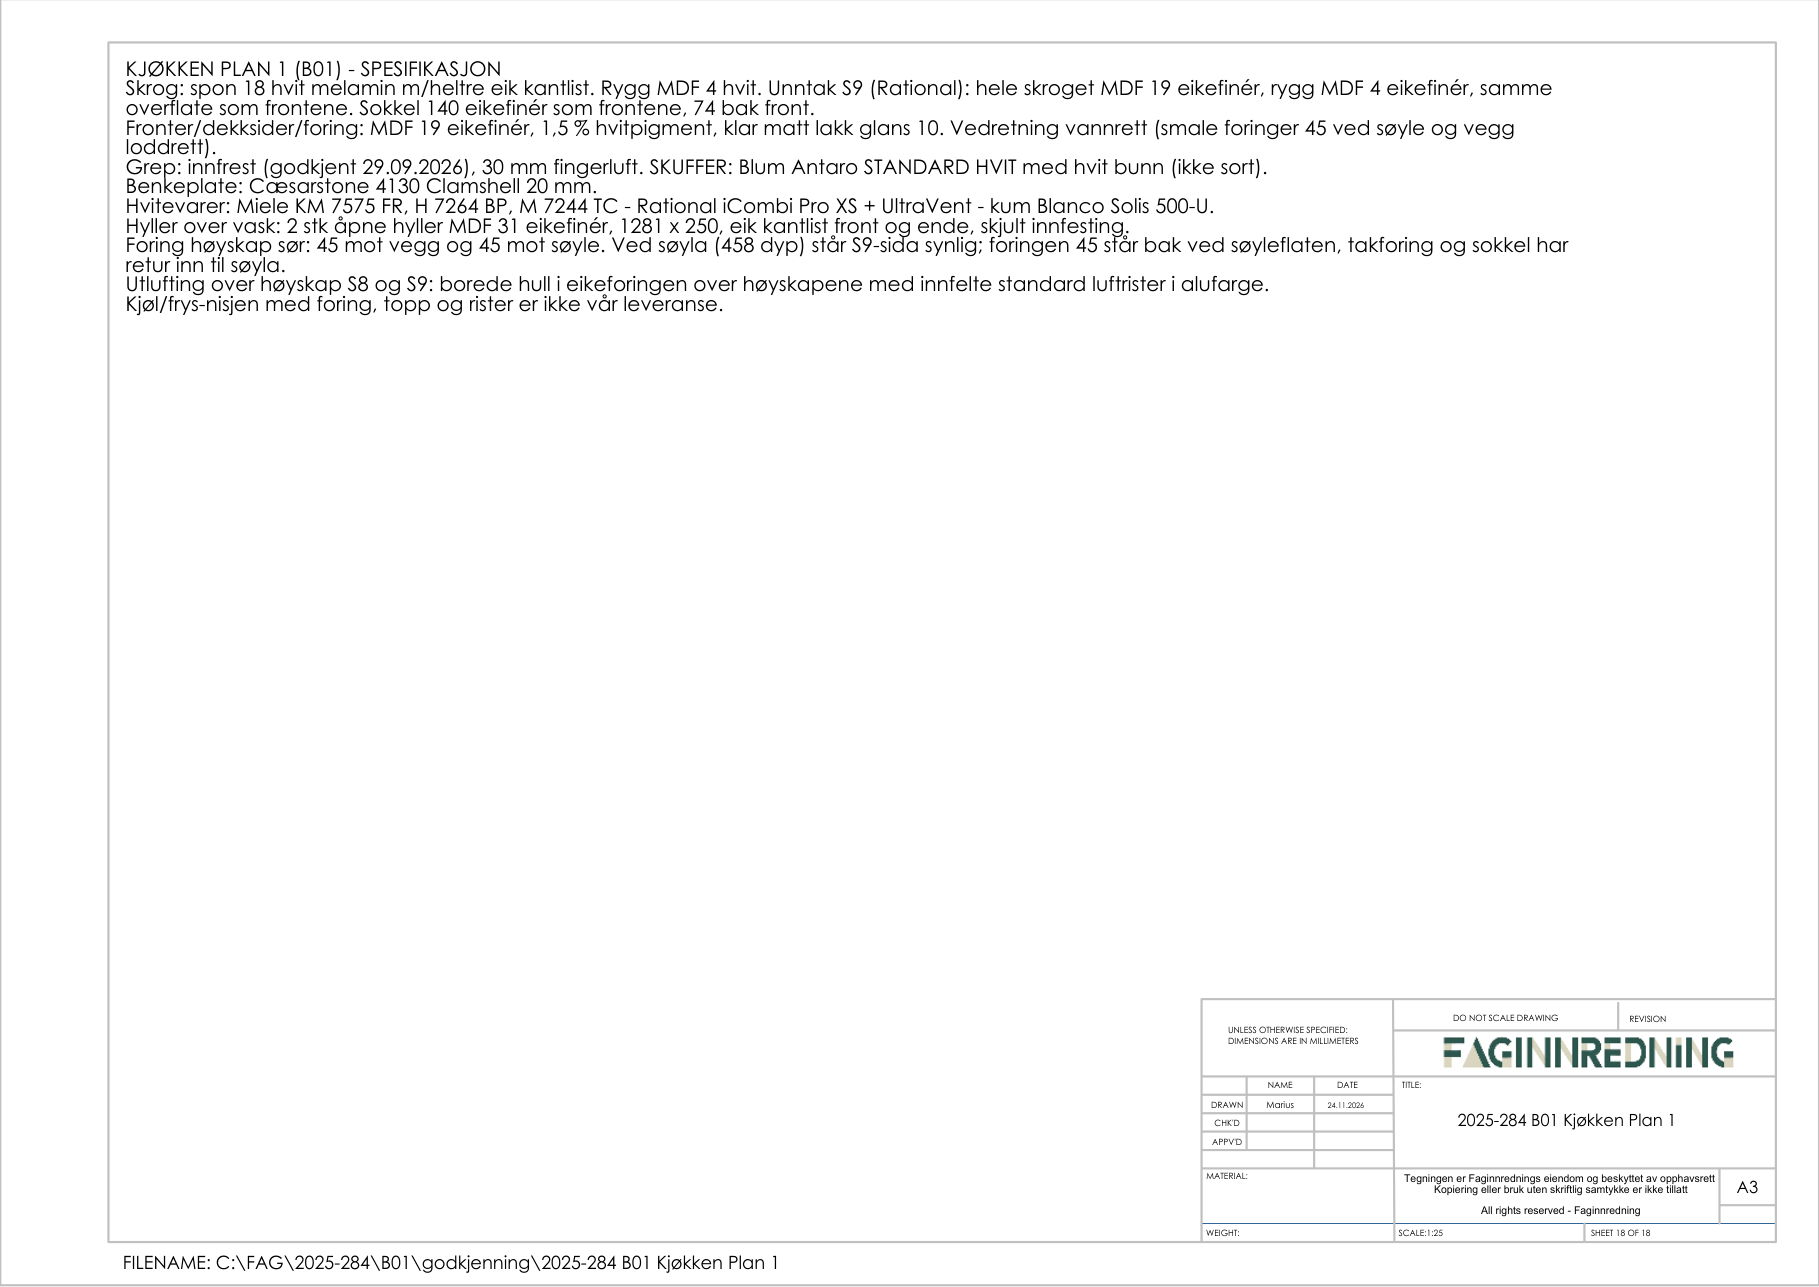 KJØKKEN PLAN 1 (B01) - SPESIFIKASJON
Skrog: spon 18 hvit melamin m/heltre eik kantlist. Rygg MDF 4 hvit. Unntak S9 (Rational): hele skroget MDF 19 eikefinér, rygg MDF 4 eikefinér, samme
overflate som frontene. Sokkel 140 eikefinér som frontene, 74 bak front.
Fronter/dekksider/foring: MDF 19 eikefinér, 1,5 % hvitpigment, klar matt lakk glans 10. Vedretning vannrett (smale foringer 45 ved søyle og vegg
loddrett).
Grep: innfrest (godkjent 29.09.2026), 30 mm fingerluft. SKUFFER: Blum Antaro STANDARD HVIT med hvit bunn (ikke sort).
Benkeplate: Cæsarstone 4130 Clamshell 20 mm.
Hvitevarer: Miele KM 7575 FR, H 7264 BP, M 7244 TC - Rational iCombi Pro XS + UltraVent - kum Blanco Solis 500-U.
Hyller over vask: 2 stk åpne hyller MDF 31 eikefinér, 1281 x 250, eik kantlist front og ende, skjult innfesting.
Foring høyskap sør: 45 mot vegg og 45 mot søyle. Ved søyla (458 dyp) står S9-sida synlig; foringen 45 står bak ved søyleflaten, takforing og sokkel har
retur inn til søyla.
Utlufting over høyskap S8 og S9: borede hull i eikeforingen over høyskapene med innfelte standard luftrister i alufarge.
Kjøl/frys-nisjen med foring, topp og rister er ikke vår leveranse.
UNLESS OTHERWISE SPECIFIED:
DIMENSIONS ARE IN MILLIMETERS
DO NOT SCALE DRAWING
REVISION
FAGINNREDNING
NAME
DATE
TITLE:
DRAWN
Marius
24.11.2026
2025-284 B01 Kjøkken Plan 1
CHK'D
APPV'D
MATERIAL:
Tegningen er Faginnrednings eiendom og beskyttet av opphavsrett
Kopiering eller bruk uten skriftlig samtykke er ikke tillatt
All rights reserved - Faginnredning
A3
WEIGHT:
SCALE:1:25
SHEET 18 OF 18
FILENAME: C:\FAG\2025-284\B01\godkjenning\2025-284 B01 Kjøkken Plan 1